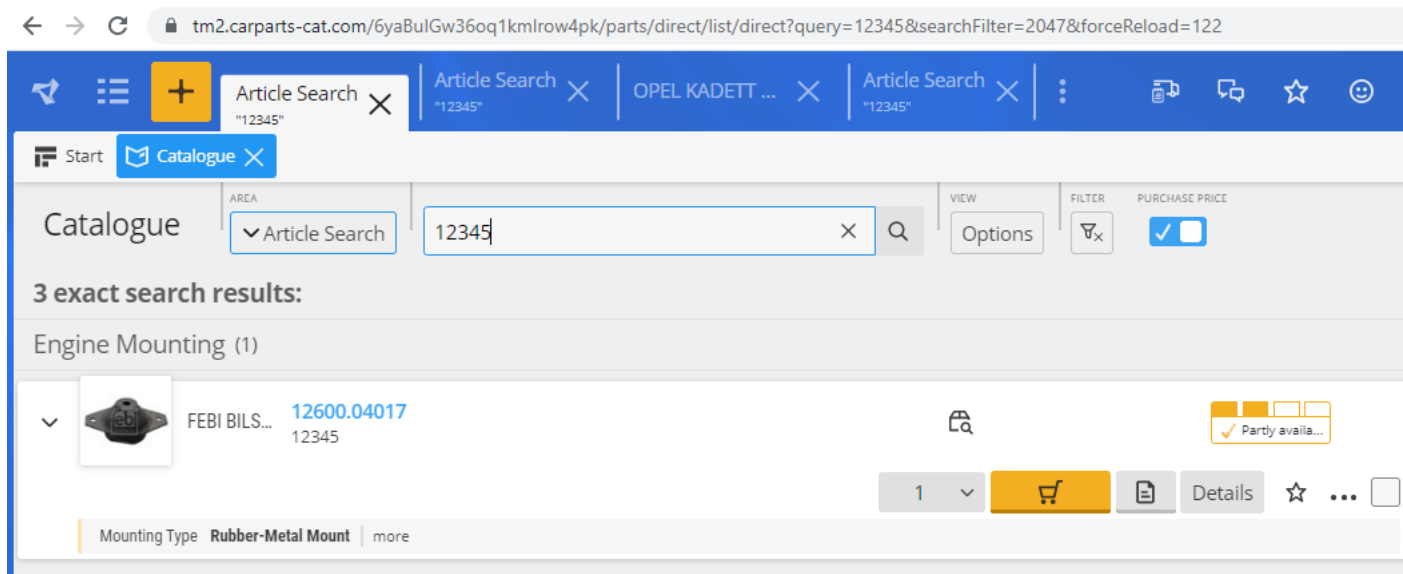 tm2.carparts-cat.com/6yaBulGw36oq1kmlrow4pk/parts/direct/list/direct?query=12345&searchFilter=2047&forceReload=122
Article Search
"12345"
Article Search
"12345"
OPEL KADETT ...
Article Search
"12345"
Start
Catalogue
Catalogue
AREA
Article Search
12345
VIEW
Options
FILTER
PURCHASE PRICE
3 exact search results:
Engine Mounting (1)
febi
FEBI BILS...
12600.04017
12345
Partly availa...
1
Details
Mounting Type Rubber-Metal Mount
more